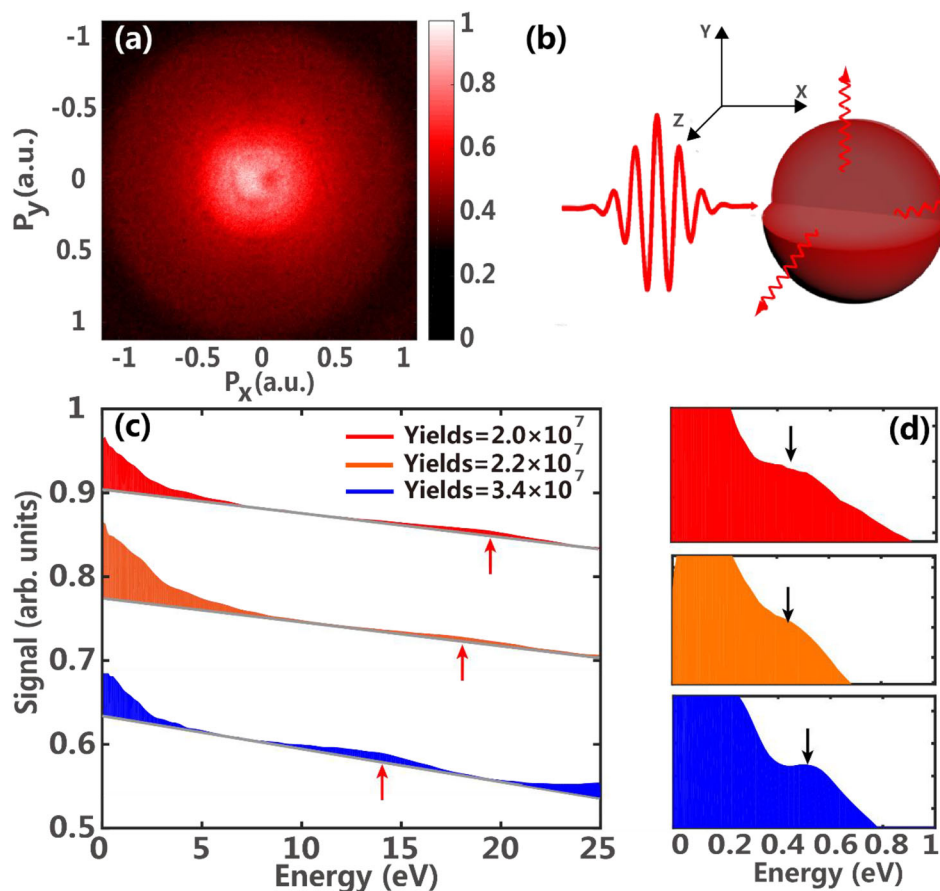 (a)
-1
-0.5
0
0.5
1
P_y(a.u.)
-1 -0.5 0 0.5 1
P_x(a.u.)
1
0.8
0.6
0.4
0.2
0
(b)
Y
X
Z
(c)
1
0.9
0.8
0.7
0.6
0.5
Signal (arb. units)
Yields=2.0×10^7
Yields=2.2×10^7
Yields=3.4×10^7
0 5 10 15 20 25
Energy (eV)
(d)
0 0.2 0.4 0.6 0.8 1
Energy (eV)